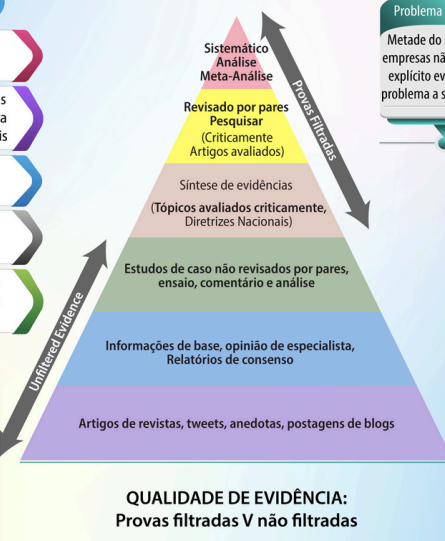 Sistemático
Análise
Meta-Análise
Revisado por pares
Pesquisar
(Criticamente
Artigos avaliados)
Síntese de evidências
(Tópicos avaliados criticamente,
Diretrizes Nacionais)
Estudos de caso não revisados por pares,
ensaio, comentário e análise
Informações de base, opinião de especialista,
Relatórios de consenso
Artigos de revistas, tweets, anedotas, postagens de blogs
Provas Filtradas
Unfiltered Evidence
QUALIDADE DE EVIDÊNCIA:
Provas filtradas V não filtradas
Problema
Metade do
empresas nã
explícito ev
problema a s
s
a
is